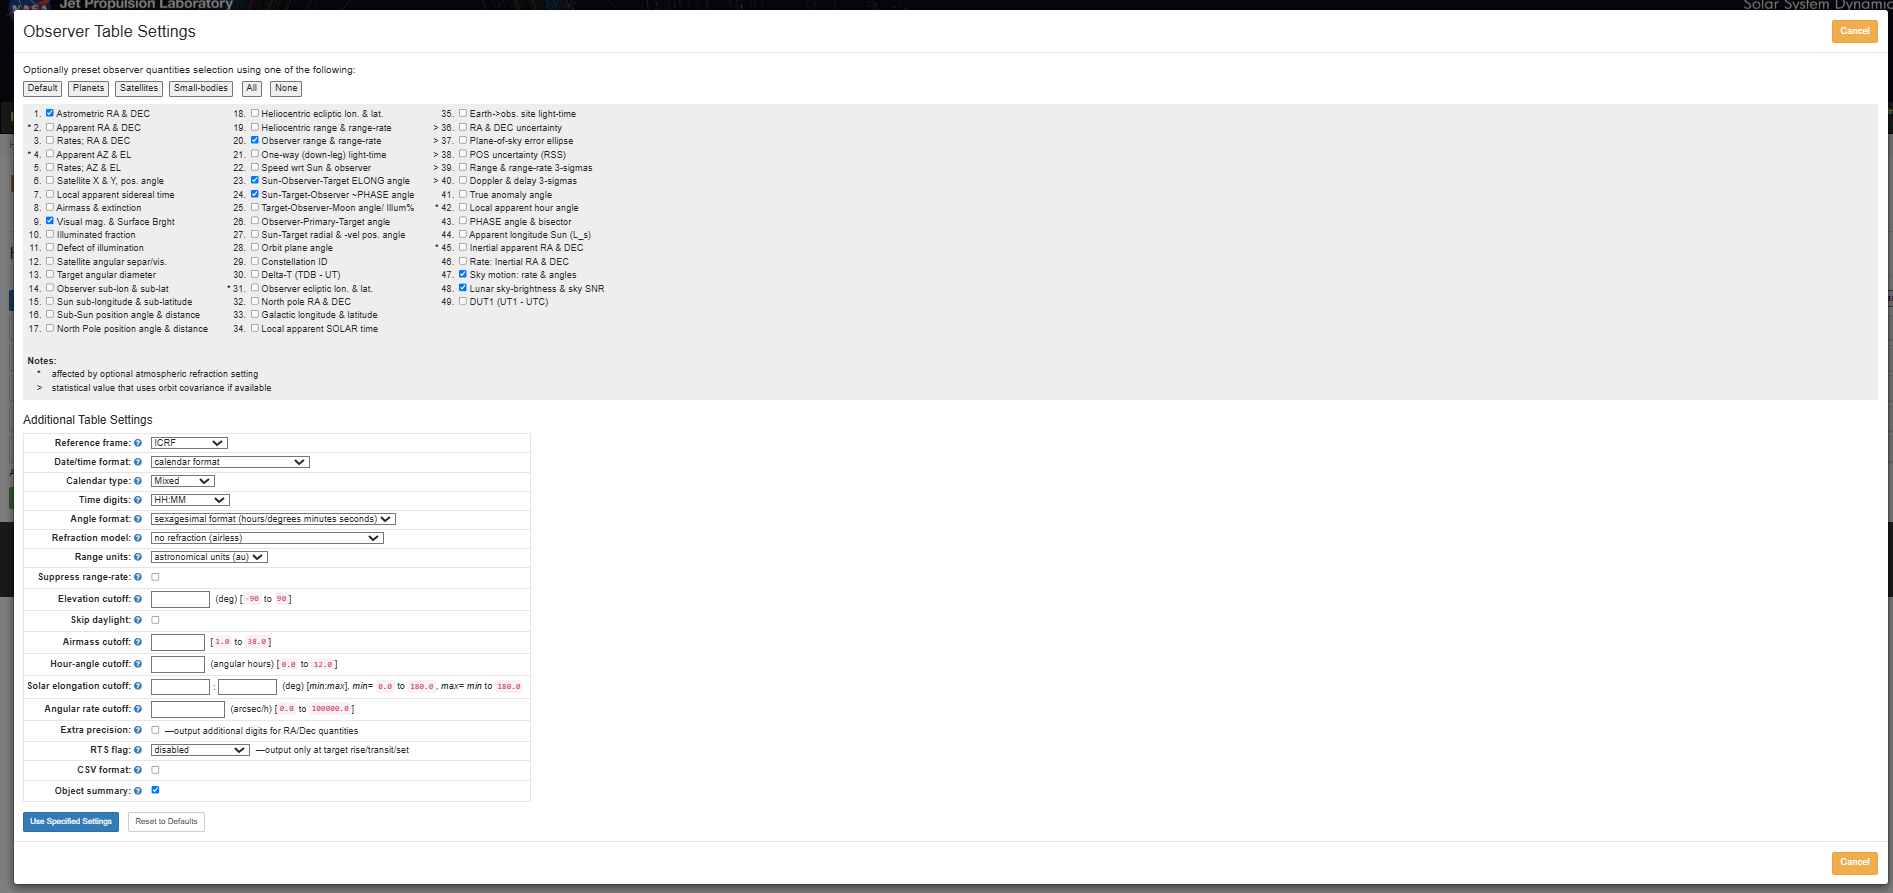 NASA Jet Propulsion Laboratory
Solar System Dynamic
Observer Table Settings
Cancel
Optionally preset observer quantities selection using one of the following:
Default Planets Satellites Small-bodies All None
1. Astrometric RA & DEC
* 2. Apparent RA & DEC
3. Rates; RA & DEC
* 4. Apparent AZ & EL
5. Rates; AZ & EL
6. Satellite X & Y, pos. angle
7. Local apparent sidereal time
8. Airmass & extinction
9. Visual mag. & Surface Brght
10. Illuminated fraction
11. Defect of illumination
12. Satellite angular separ/vis.
13. Target angular diameter
14. Observer sub-lon & sub-lat
15. Sun sub-longitude & sub-latitude
16. Sub-Sun position angle & distance
17. North Pole position angle & distance
18. Heliocentric ecliptic lon. & lat.
19. Heliocentric range & range-rate
20. Observer range & range-rate
21. One-way (down-leg) light-time
22. Speed wrt Sun & observer
23. Sun-Observer-Target ELONG angle
24. Sun-Target-Observer ~PHASE angle
25. Target-Observer-Moon angle/ Illum%
26. Observer-Primary-Target angle
27. Sun-Target radial & -vel pos. angle
28. Orbit plane angle
29. Constellation ID
30. Delta-T (TDB - UT)
* 31. Observer ecliptic lon. & lat.
32. North pole RA & DEC
33. Galactic longitude & latitude
34. Local apparent SOLAR time
35. Earth->obs. site light-time
> 36. RA & DEC uncertainty
> 37. Plane-of-sky error ellipse
> 38. POS uncertainty (RSS)
> 39. Range & range-rate 3-sigmas
> 40. Doppler & delay 3-sigmas
41. True anomaly angle
* 42. Local apparent hour angle
43. PHASE angle & bisector
44. Apparent longitude Sun (L_s)
* 45. Inertial apparent RA & DEC
46. Rate: Inertial RA & DEC
47. Sky motion: rate & angles
48. Lunar sky-brightness & sky SNR
49. DUT1 (UT1 - UTC)
Notes:
* affected by optional atmospheric refraction setting
> statistical value that uses orbit covariance if available
Additional Table Settings
Reference frame: ICRF
Date/time format: calendar format
Calendar type: Mixed
Time digits: HH:MM
Angle format: sexagesimal format (hours/degrees minutes seconds)
Refraction model: no refraction (airless)
Range units: astronomical units (au)
Suppress range-rate:
Elevation cutoff: (deg) [ -90 to 90 ]
Skip daylight:
Airmass cutoff: [ 1.0 to 38.0 ]
Hour-angle cutoff: (angular hours) [ 0.0 to 12.0 ]
Solar elongation cutoff: : (deg) [min:max], min= 0.0 to 180.0, max= min to 180.0
Angular rate cutoff: (arcsec/h) [ 0.0 to 100000.0 ]
Extra precision: —output additional digits for RA/Dec quantities
RTS flag: disabled —output only at target rise/transit/set
CSV format:
Object summary:
Use Specified Settings Reset to Defaults
Cancel